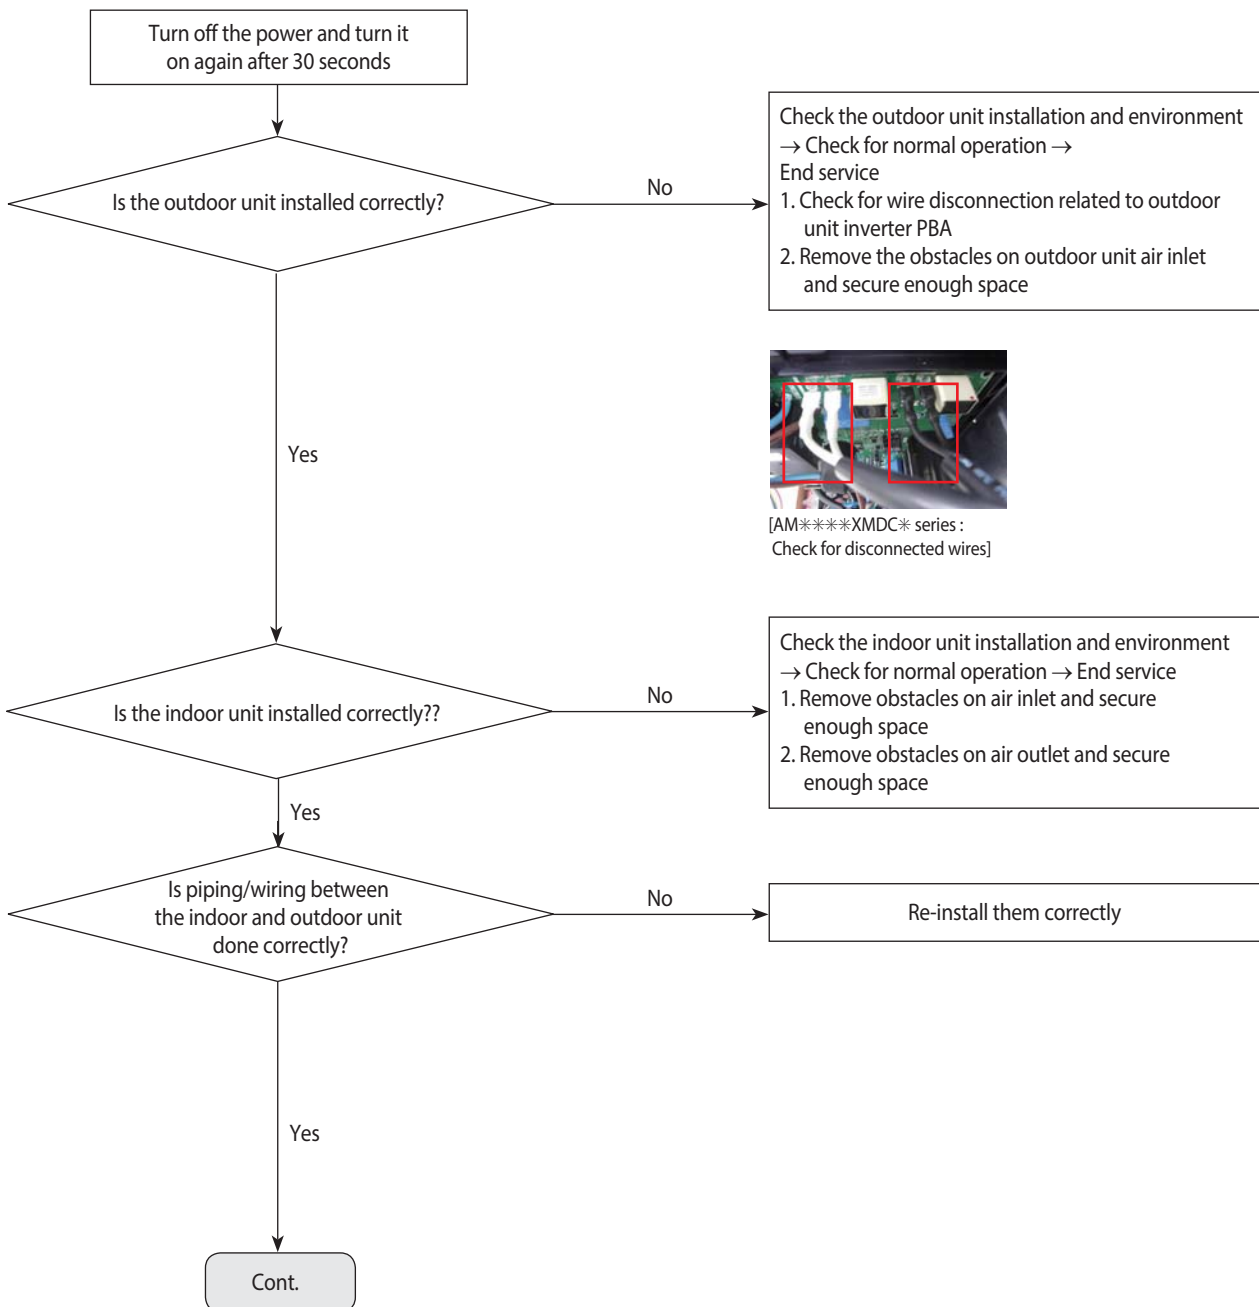 Turn off the power and turn it
on again after 30 seconds
Is the outdoor unit installed correctly?
No
Check the outdoor unit installation and environment
→ Check for normal operation →
End service
1. Check for wire disconnection related to outdoor
unit inverter PBA
2. Remove the obstacles on outdoor unit air inlet
and secure enough space
[AM✳✳✳✳XMDC✳ series :
Check for disconnected wires]
Yes
Is the indoor unit installed correctly??
No
Check the indoor unit installation and environment
→ Check for normal operation → End service
1. Remove obstacles on air inlet and secure
enough space
2. Remove obstacles on air outlet and secure
enough space
Yes
Is piping/wiring between
the indoor and outdoor unit
done correctly?
No
Re-install them correctly
Yes
Cont.